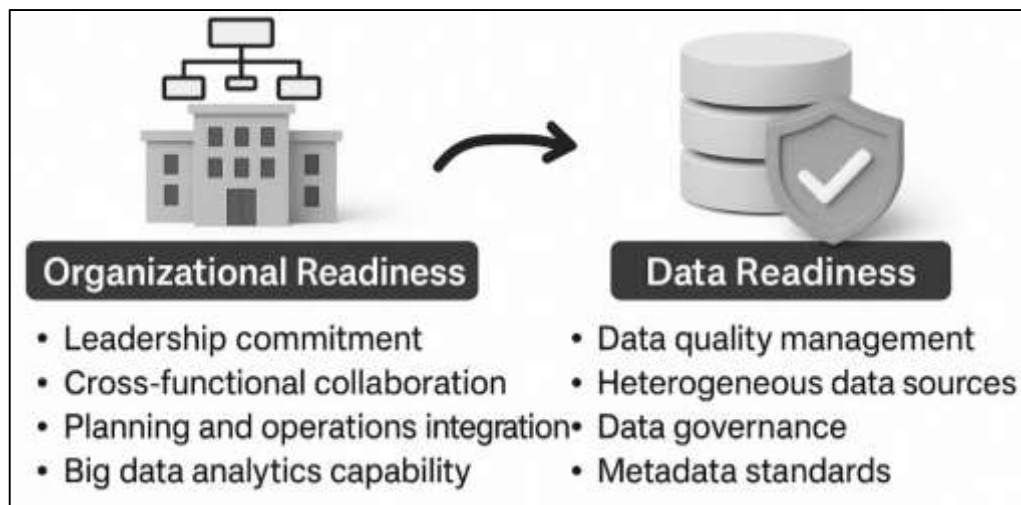 Organizational Readiness
• Leadership commitment
• Cross-functional collaboration
• Planning and operations integration
• Big data analytics capability
Data Readiness
• Data quality management
• Heterogeneous data sources
• Data governance
• Metadata standards